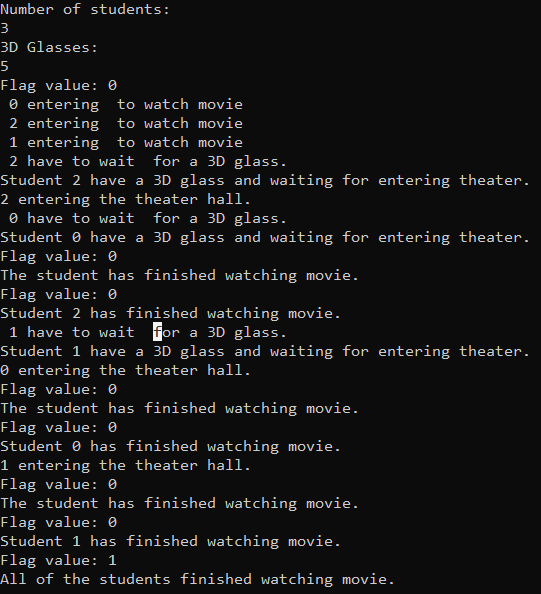 Number of students:
3
3D Glasses:
5
Flag value: 0
 0 entering  to watch movie
 2 entering  to watch movie
 1 entering  to watch movie
 2 have to wait  for a 3D glass.
Student 2 have a 3D glass and waiting for entering theater.
2 entering the theater hall.
 0 have to wait  for a 3D glass.
Student 0 have a 3D glass and waiting for entering theater.
Flag value: 0
The student has finished watching movie.
Flag value: 0
Student 2 has finished watching movie.
 1 have to wait  for a 3D glass.
Student 1 have a 3D glass and waiting for entering theater.
0 entering the theater hall.
Flag value: 0
The student has finished watching movie.
Flag value: 0
Student 0 has finished watching movie.
1 entering the theater hall.
Flag value: 0
The student has finished watching movie.
Flag value: 0
Student 1 has finished watching movie.
Flag value: 1
All of the students finished watching movie.